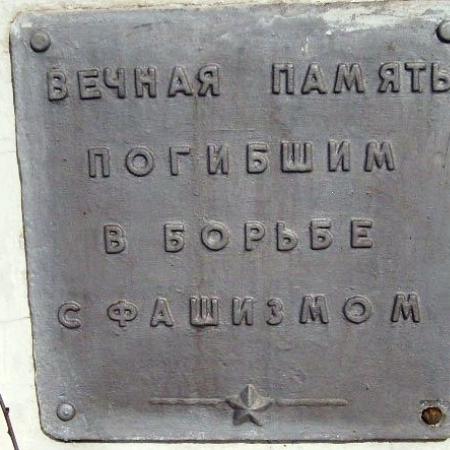 ВЕЧНАЯ ПАМЯТЬ
ПОГИБШИМ
В БОРЬБЕ
С ФАШИЗМОМ